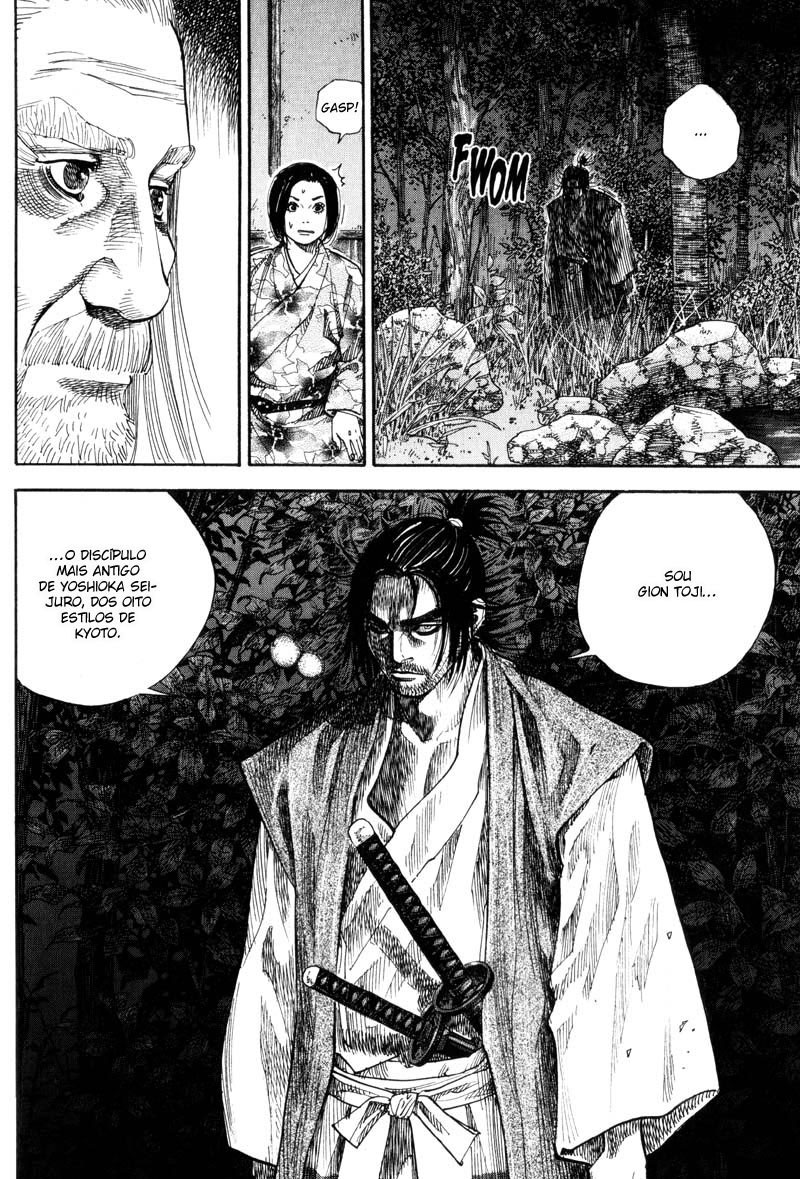 ...
FWOM
GASP!
SOU
GION TOJI...
...O DISCÍPULO
MAIS ANTIGO
DE YOSHIOKA SEI-
JURO, DOS OITO
ESTILOS DE
KYOTO.